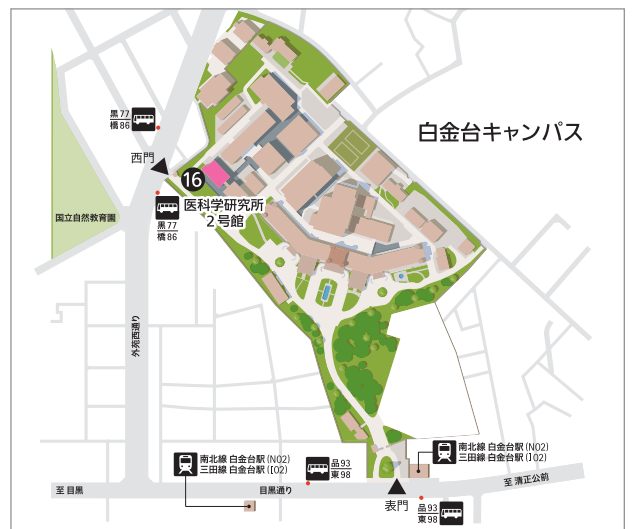 白金台キャンパス
黒77
橋86
西門
16
医科学研究所
2号館
黒77
橋86
国立自然教育園
外苑西通り
南北線 白金台駅(N02)
三田線 白金台駅(I02)
品93
東98
南北線 白金台駅(N02)
三田線 白金台駅(I02)
至 目黒
目黒通り
至 清正公前
表門
品93
東98